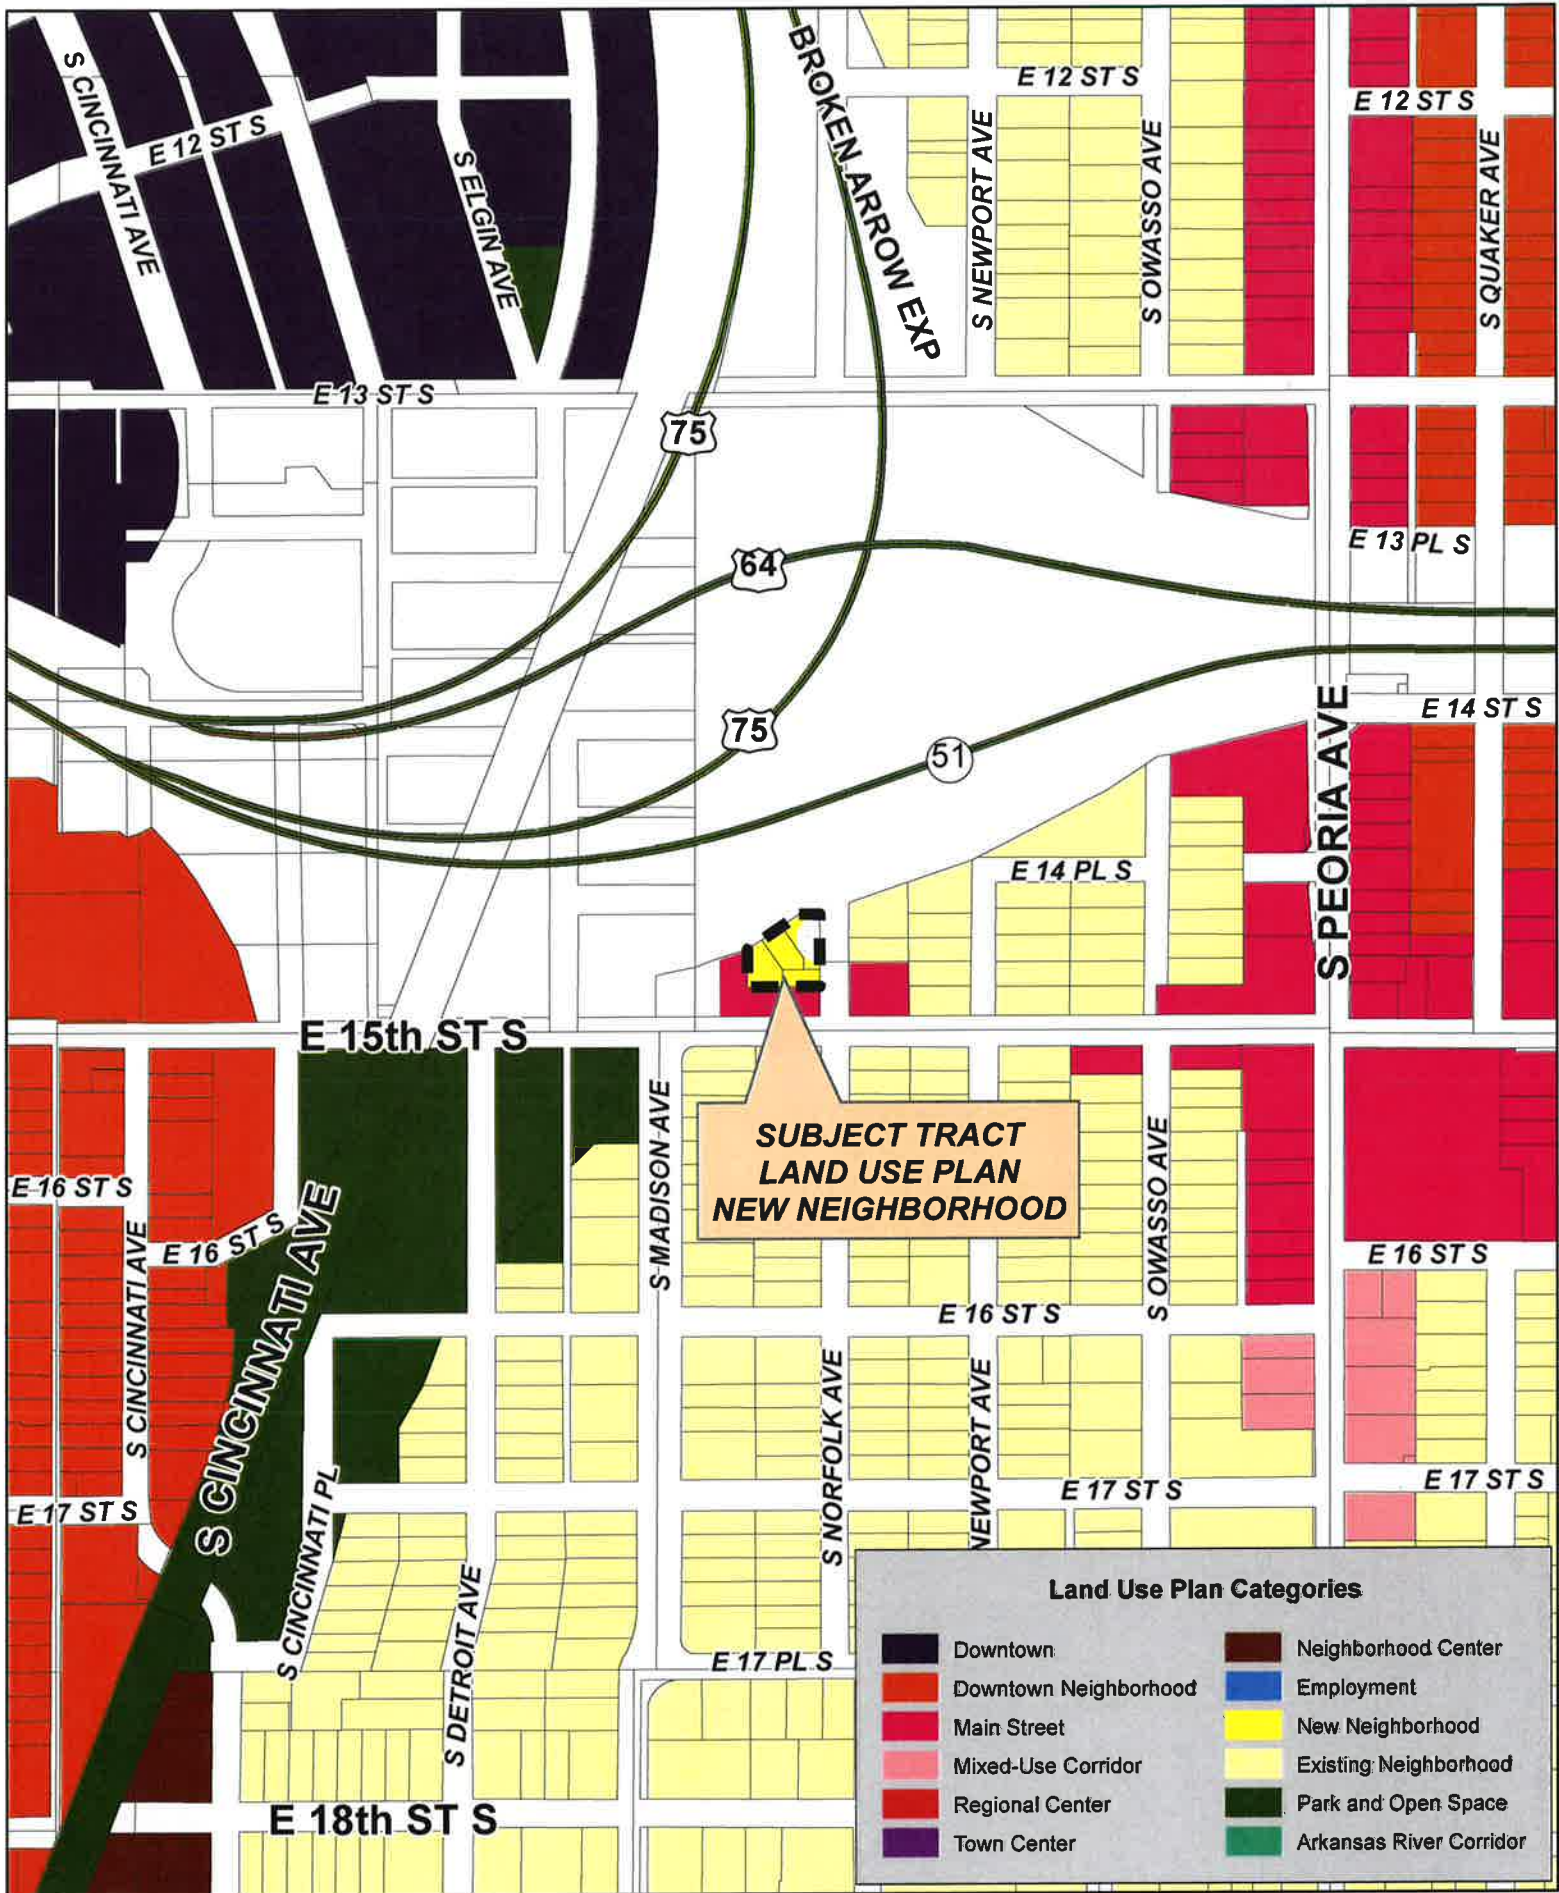 S CINCINNATI AVE
E 12 ST S
S ELGIN AVE
BROKEN ARROW EXP
E 12 ST S
E 12 ST S
S NEWPORT AVE
S OWASSO AVE
S QUAKER AVE
E 13 ST S
75
64
E 13 PL S
75
51
S PEORIA AVE
E 14 ST S
E 14 PL S
E 15th ST S
SUBJECT TRACT
LAND USE PLAN
NEW NEIGHBORHOOD
S MADISON AVE
S OWASSO AVE
E 16 ST S
E 16 ST S
S CINCINNATI AVE
S CINCINNATI AVE
E 16 ST S
E 16 ST S
S NORFOLK AVE
NEWPORT AVE
E 17 ST S
E 17 ST S
E 17 ST S
S CINCINNATI PL
S DETROIT AVE
E 17 PL S
E 18th ST S
Land Use Plan Categories
Downtown
Downtown Neighborhood
Main Street
Mixed-Use Corridor
Regional Center
Town Center
Neighborhood Center
Employment
New Neighborhood
Existing Neighborhood
Park and Open Space
Arkansas River Corridor